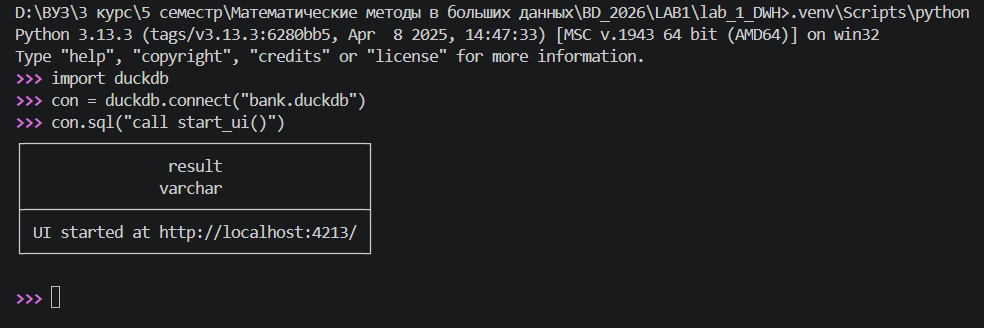 D:\ВУЗ\3 курс\5 семестр\Математические методы в больших данных\BD_2026\LAB1\lab_1_DWH>.venv\Scripts\python
Python 3.13.3 (tags/v3.13.3:6280bb5, Apr  8 2025, 14:47:33) [MSC v.1943 64 bit (AMD64)] on win32
Type "help", "copyright", "credits" or "license" for more information.
>>> import duckdb
>>> con = duckdb.connect("bank.duckdb")
>>> con.sql("call start_ui()")
result
varchar
UI started at http://localhost:4213/
>>>